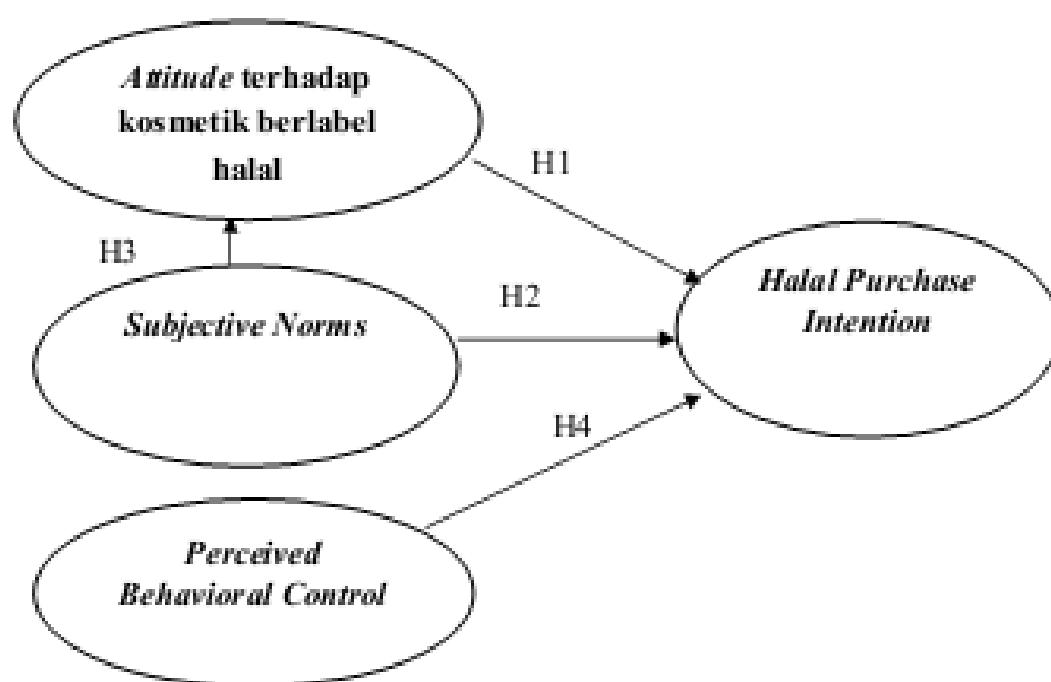 Attitude terhadap
kosmetik berlabel
halal
H1
H3
Subjective Norms
H2
Halal Purchase
Intention
H4
Perceived
Behavioral Control